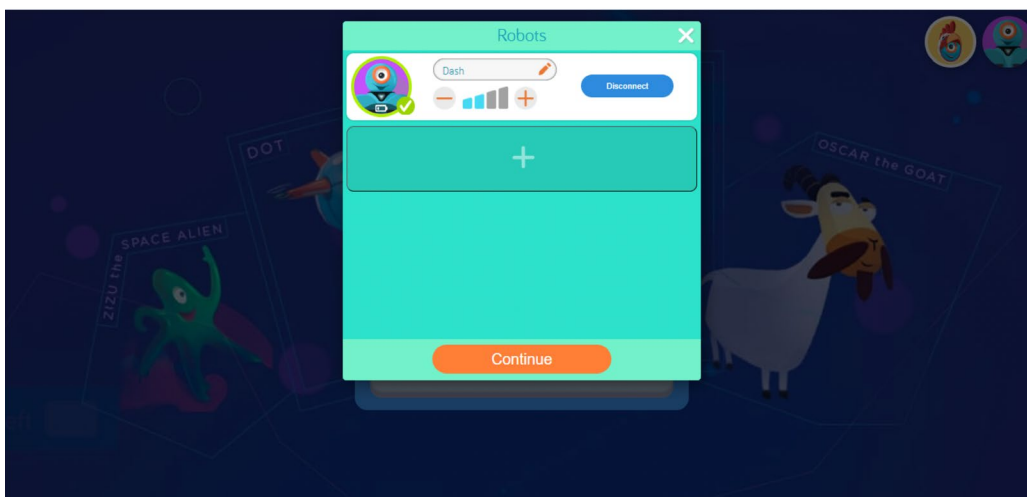 Robots
Dash
Disconnect
DOT
OSCAR the GOAT
ZIZU the SPACE ALIEN
Continue